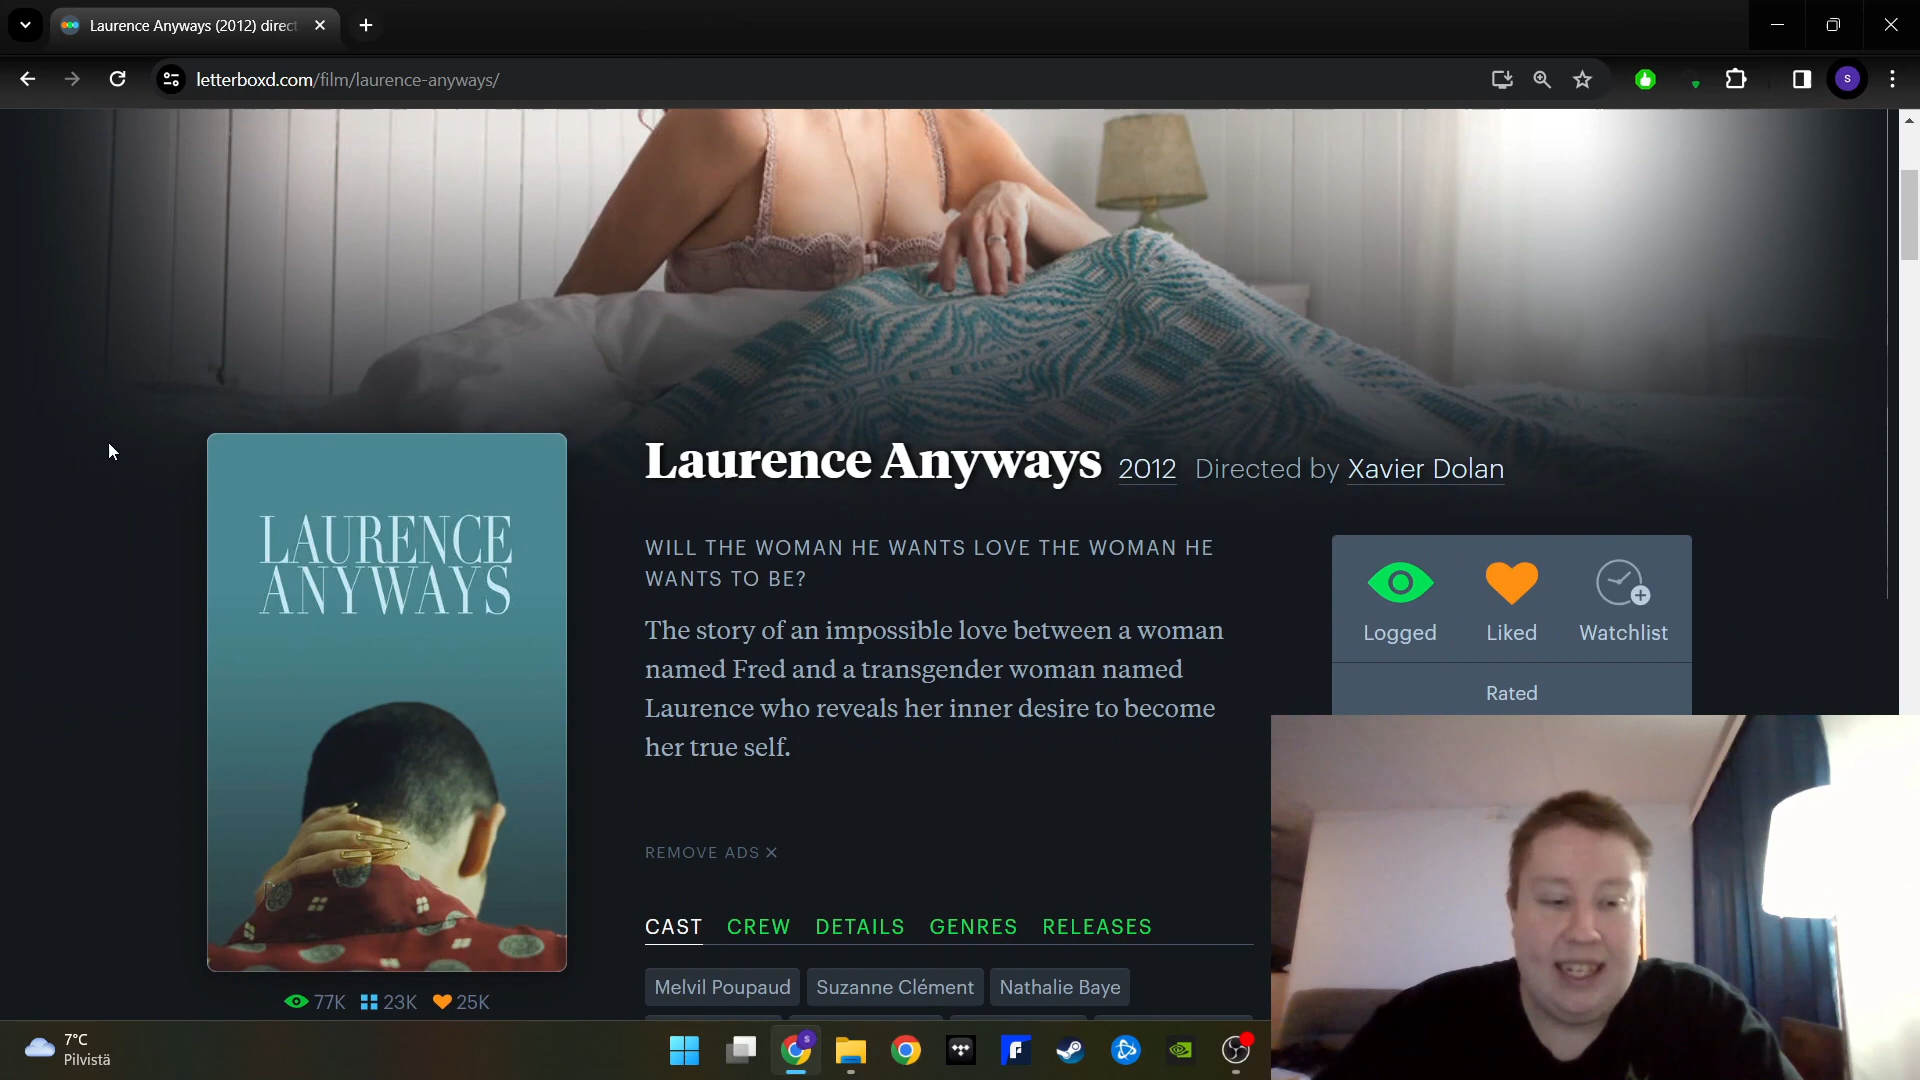 Laurence Anyways (2012) direct
letterboxd.com/film/laurence-anyways/
S
Laurence Anyways 2012 Directed by Xavier Dolan
LAURENCE
ANYWAYS
WILL THE WOMAN HE WANTS LOVE THE WOMAN HE
WANTS TO BE?
The story of an impossible love between a woman
named Fred and a transgender woman named
Laurence who reveals her inner desire to become
her true self.
Logged Liked Watchlist
Rated
REMOVE ADS ×
CAST CREW DETAILS GENRES RELEASES
Melvil Poupaud Suzanne Clément Nathalie Baye
77K 23K 25K
7°C
Pilvistä